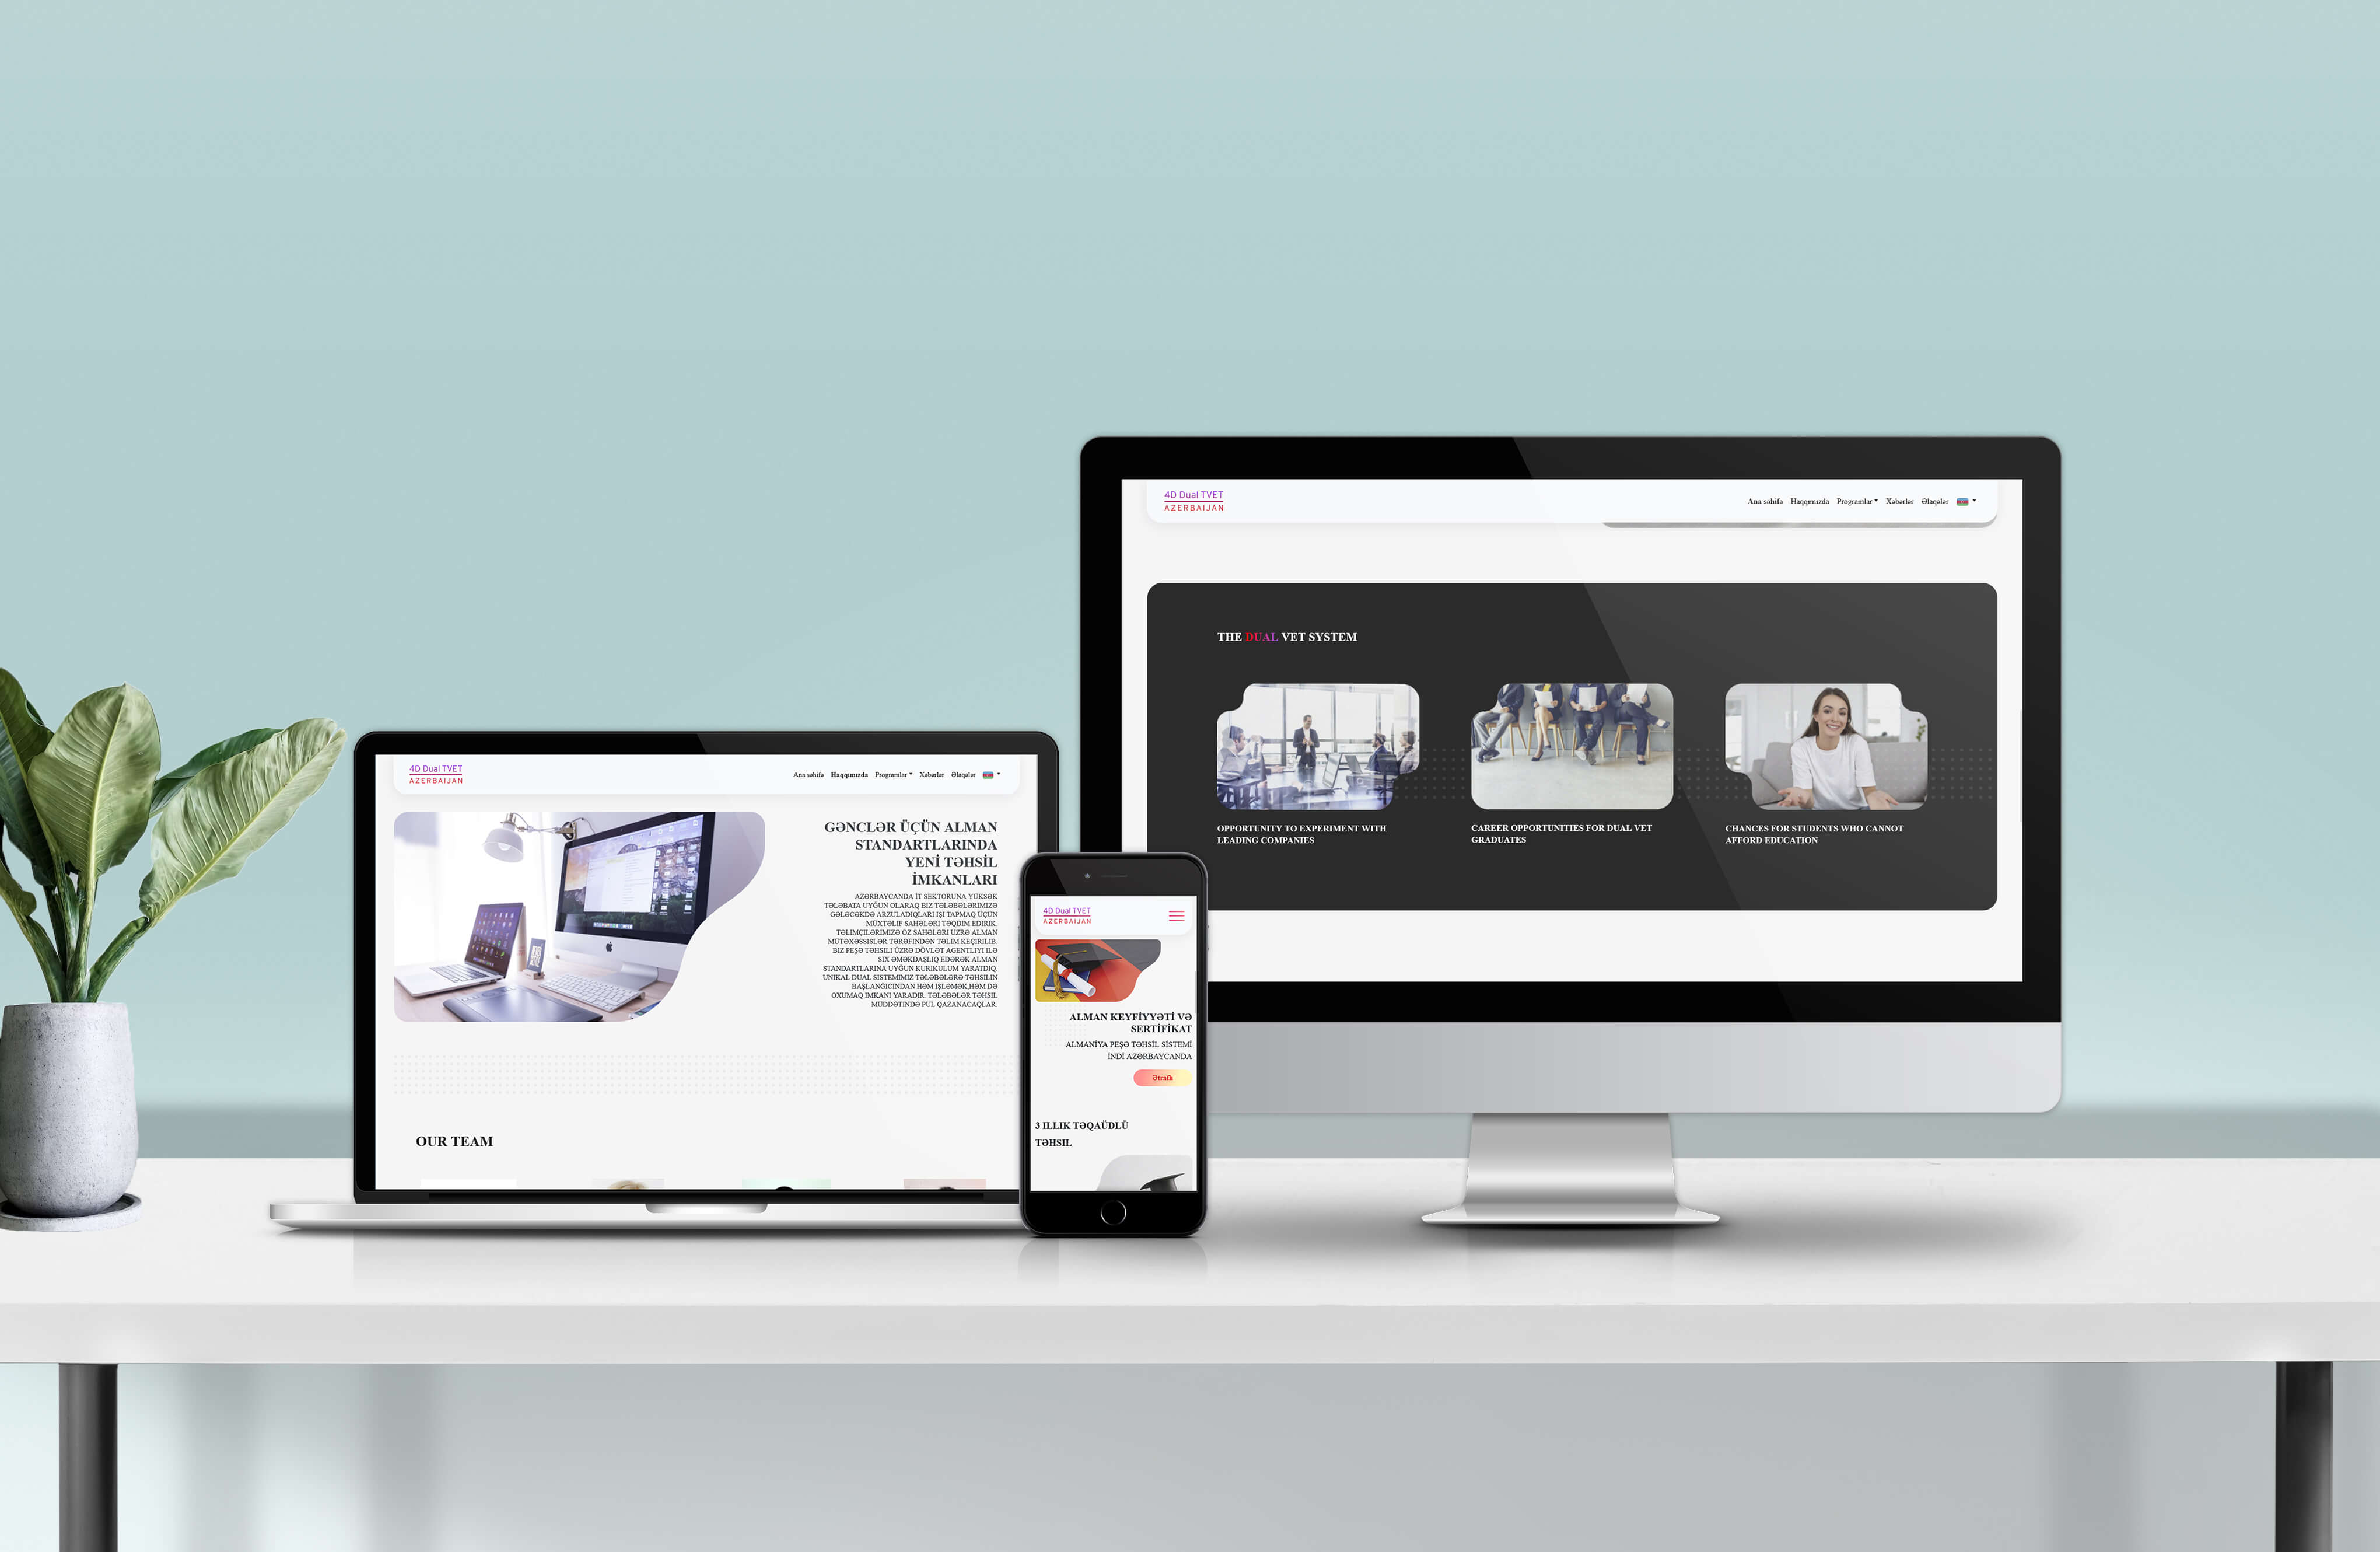 4D Dual TVET
AZERBAIJAN
Ana səhifə Haqqımızda Programlar Xəbərlər Əlaqələr
THE DUAL VET SYSTEM
OPPORTUNITY TO EXPERIMENT WITH
LEADING COMPANIES
CAREER OPPORTUNITIES FOR DUAL VET
GRADUATES
CHANCES FOR STUDENTS WHO CANNOT
AFFORD EDUCATION
4D Dual TVET
AZERBAIJAN
Ana səhifə Haqqımızda Programlar Xəbərlər Əlaqələr
GƏNCLƏR ÜÇÜN ALMAN
STANDARTLARINDA
YENİ TƏHSİL
İMKANLARI
AZƏRBAYCANDA IT SEKTORUNA YÜKSƏK
TƏLƏBATA UYĞUN OLARAQ BIZ TƏLƏBƏLƏRIMIZƏ
GƏLƏCƏKDƏ ARZULADIQLARI IŞI TAPMAQ ÜÇÜN
MÜXTƏLIF SAHƏLƏRI TƏQDIM EDIRIK.
TƏLIMÇILƏRIMIZƏ ÖZ SAHƏLƏRI ÜZRƏ ALMAN
MÜTƏXƏSSISLƏR TƏRƏFINDƏN TƏLIM KEÇIRILIB.
BIZ PEŞƏ TƏHSILI ÜZRƏ DÖVLƏT AGENTLIYI ILƏ
SIX ƏMƏKDAŞLIQ EDƏRƏK ALMAN
STANDARTLARINA UYĞUN KURIKULUM YARATDIQ.
UNIKAL DUAL SISTEMIMIZ TƏLƏBƏLƏRƏ TƏHSILIN
BAŞLANĞICINDAN HƏM IŞLƏMƏK,HƏM DƏ
OXUMAQ IMKANI YARADIR. TƏLƏBƏLƏR TƏHSIL
MÜDDƏTINDƏ PUL QAZANACAQLAR.
OUR TEAM
4D Dual TVET
AZERBAIJAN
ALMAN KEYFİYYƏTİ VƏ
SERTİFİKAT
ALMANİYA PEŞƏ TƏHSİL SİSTEMİ
İNDİ AZƏRBAYCANDA
Ətraflı
3 ILLIK TƏQAÜDLÜ
TƏHSIL